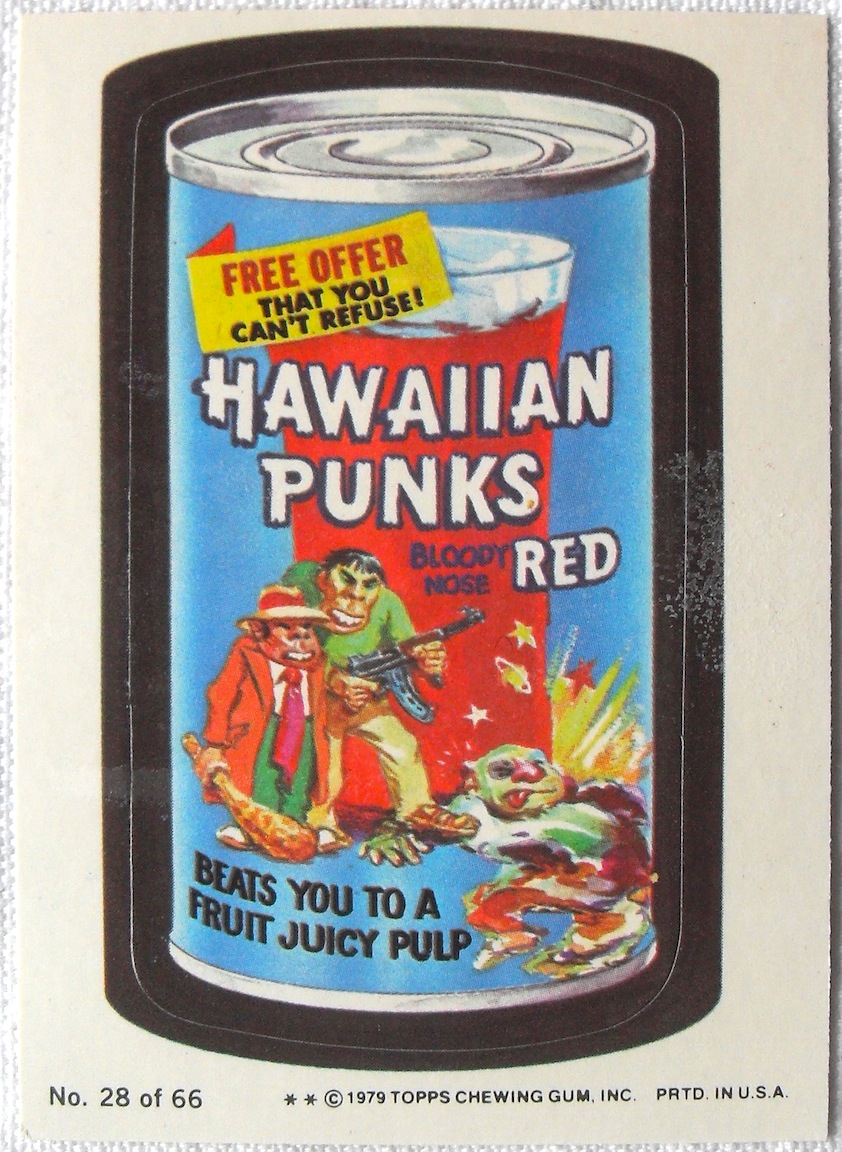 FREE OFFER
THAT YOU
CAN'T REFUSE!
HAWAIIAN
PUNKS
BLOODY
NOSE
RED
BEATS YOU TO A
FRUIT JUICY PULP
No. 28 of 66
** © 1979 TOPPS CHEWING GUM, INC. PRTD. IN U.S.A.